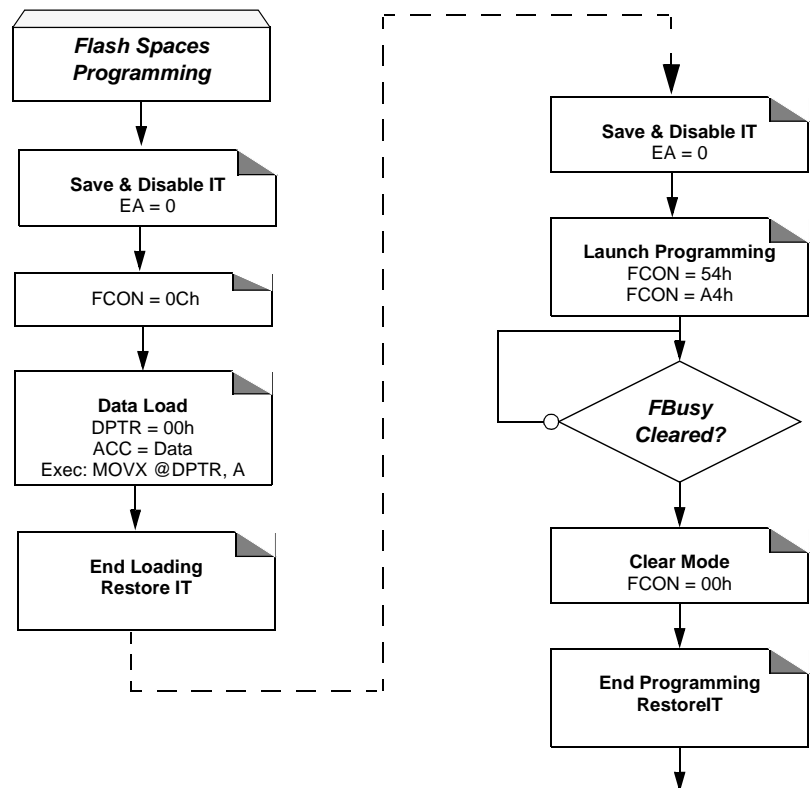 Flash Spaces
Programming
Save & Disable IT
EA = 0
FCON = 0Ch
Data Load
DPTR = 00h
ACC = Data
Exec: MOVX @DPTR, A
End Loading
Restore IT
Save & Disable IT
EA = 0
Launch Programming
FCON = 54h
FCON = A4h
FBusy
Cleared?
Clear Mode
FCON = 00h
End Programming
RestoreIT